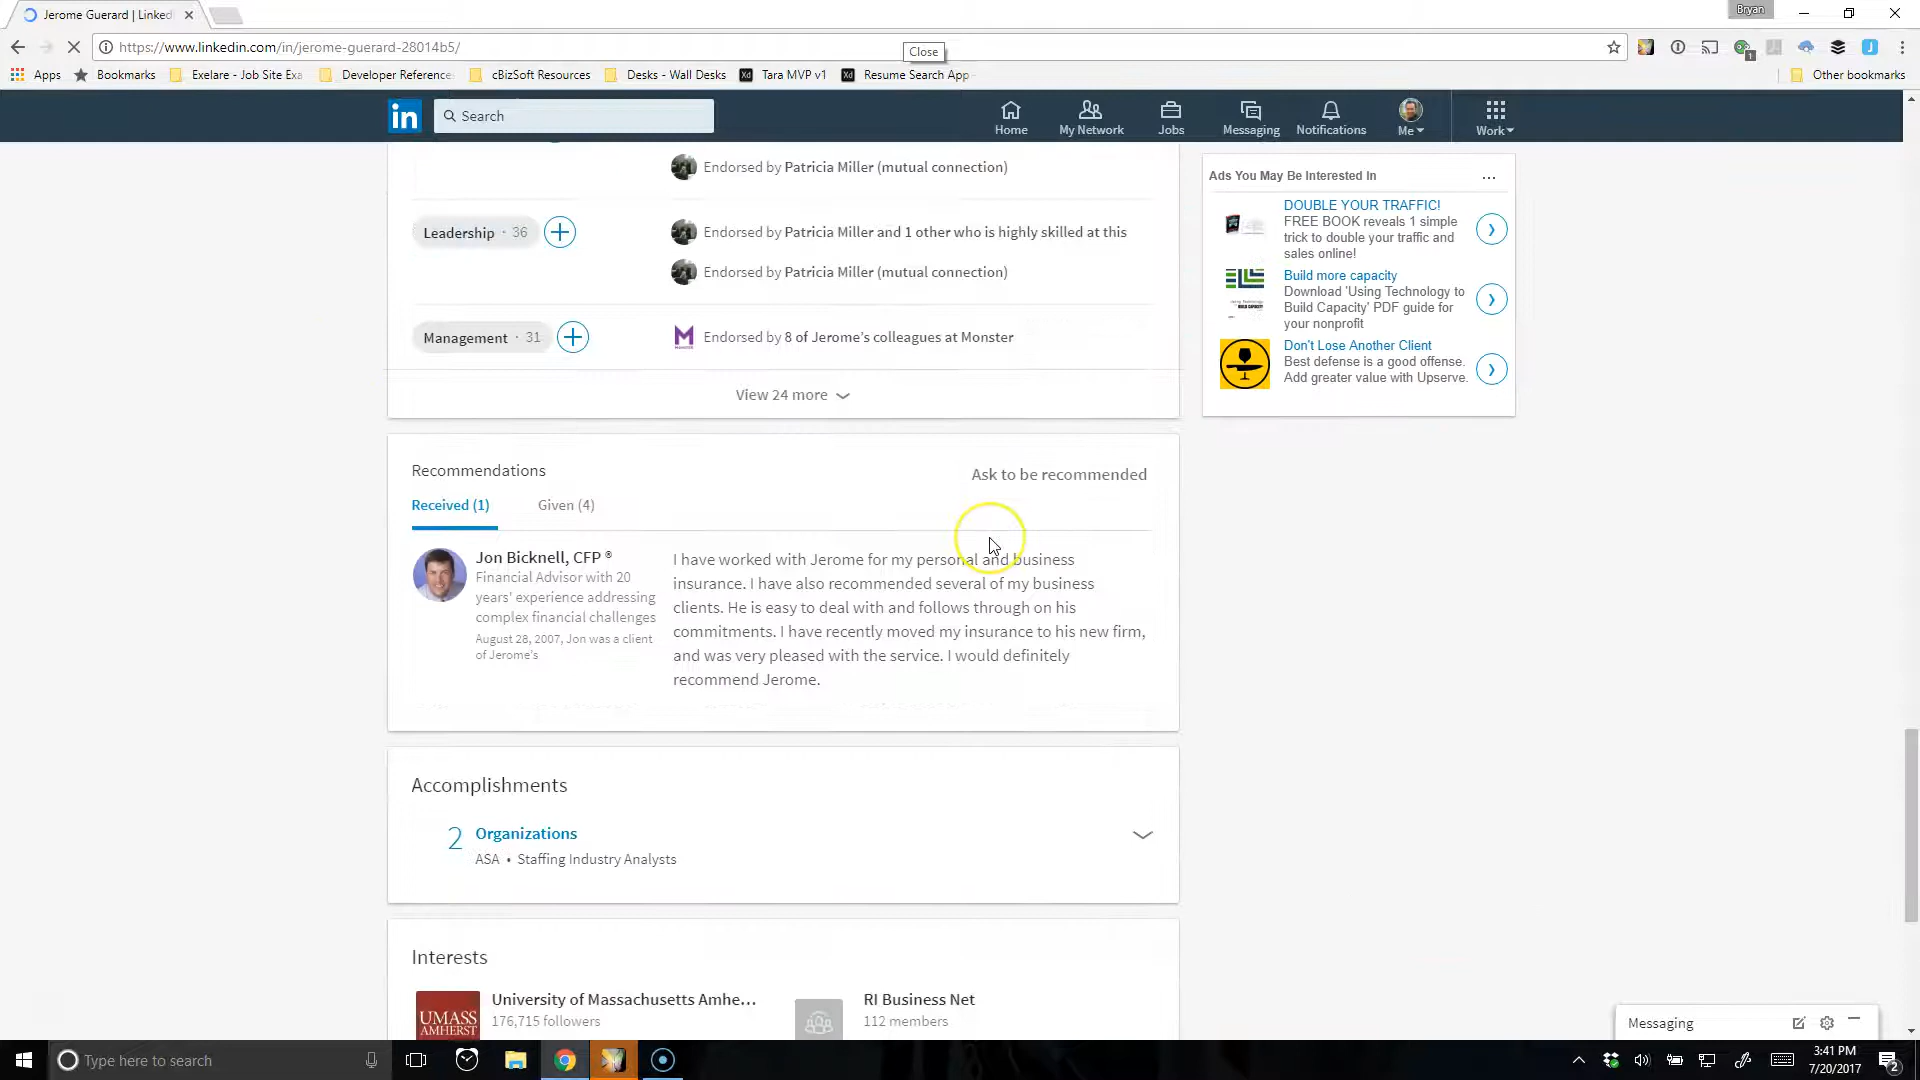 Jerome Guerard | Linked
Bryan
https://www.linkedin.com/in/jerome-guerard-28014b5/
Close
Apps
Bookmarks
Exelare - Job Site Exa
Developer Reference
cBizSoft Resources
Desks - Wall Desks
Xd
Tara MVP v1
Xd
Resume Search App
Other bookmarks
in
Search
Home
My Network
Jobs
Messaging
Notifications
Me
Work
Endorsed by Patricia Miller (mutual connection)
Leadership · 36
Endorsed by Patricia Miller and 1 other who is highly skilled at this
Endorsed by Patricia Miller (mutual connection)
Management · 31
Endorsed by 8 of Jerome’s colleagues at Monster
View 24 more
Ads You May Be Interested In
...
DOUBLE YOUR TRAFFIC!
FREE BOOK reveals 1 simple
trick to double your traffic and
sales online!
Build more capacity
Download 'Using Technology to
Build Capacity' PDF guide for
your nonprofit
Don't Lose Another Client
Best defense is a good offense.
Add greater value with Upserve.
Recommendations
Ask to be recommended
Received (1)
Given (4)
Jon Bicknell, CFP ®
Financial Advisor with 20
years' experience addressing
complex financial challenges
August 28, 2007, Jon was a client
of Jerome's
I have worked with Jerome for my personal and business
insurance. I have also recommended several of my business
clients. He is easy to deal with and follows through on his
commitments. I have recently moved my insurance to his new firm,
and was very pleased with the service. I would definitely
recommend Jerome.
Accomplishments
2
Organizations
ASA • Staffing Industry Analysts
Interests
UMASS
AMHERST
University of Massachusetts Amhe...
176,715 followers
RI Business Net
112 members
Messaging
Type here to search
3:41 PM
7/20/2017
2